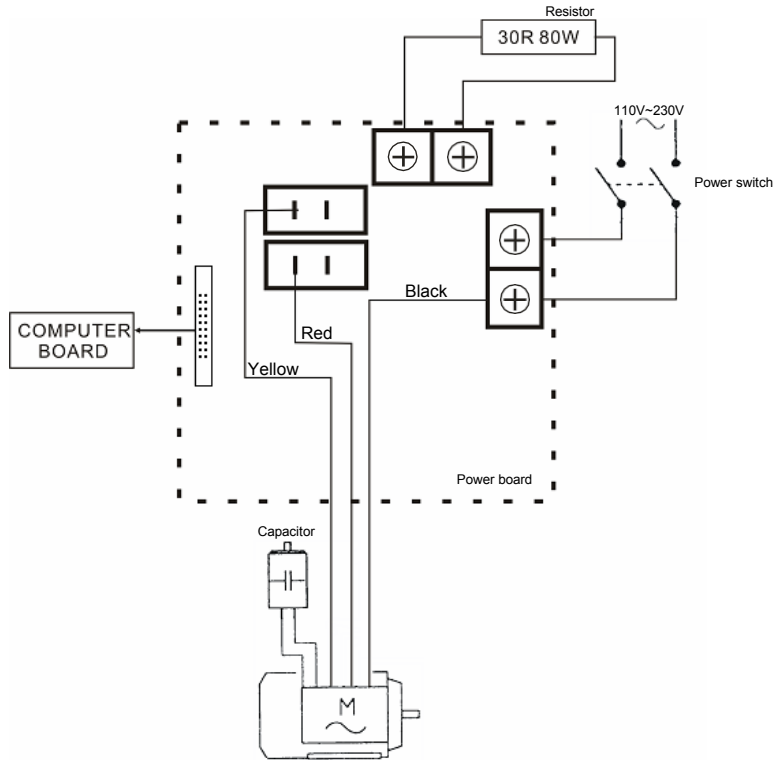 Resistor
30R 80W
110V~230V
Power switch
Black
COMPUTER
BOARD
Red
Yellow
Power board
Capacitor
M